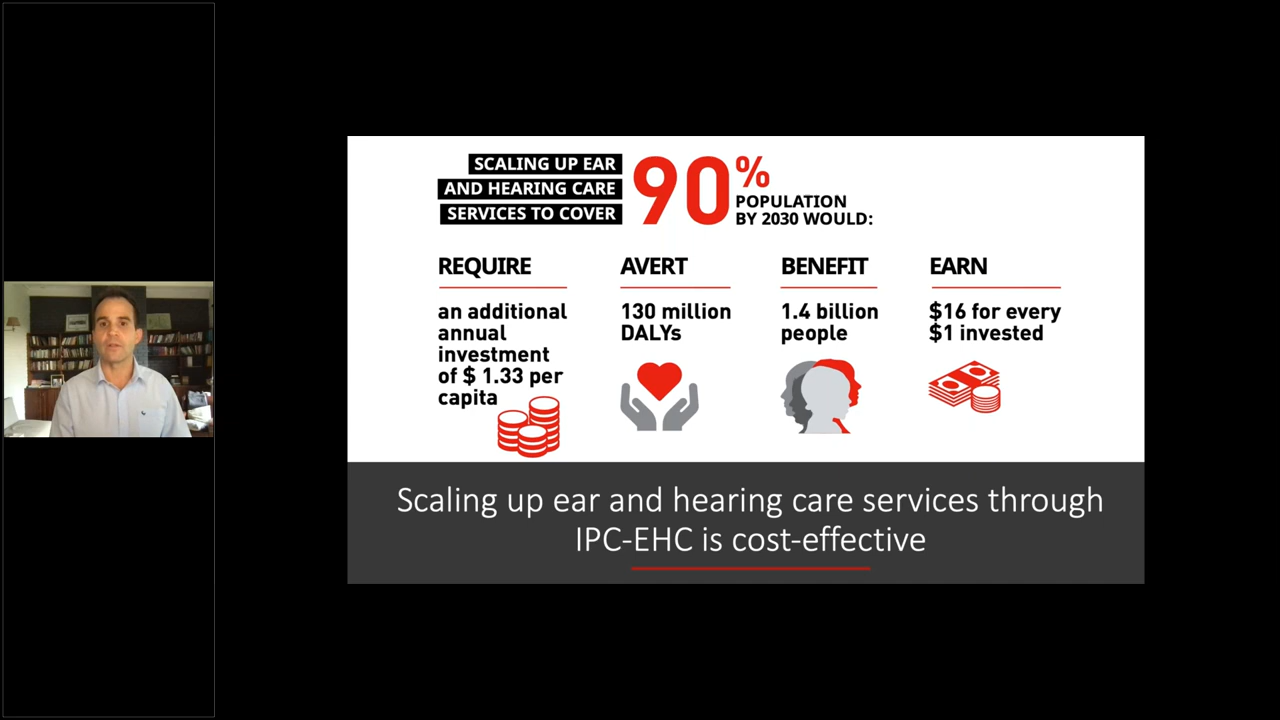 SCALING UP EAR
AND HEARING CARE
SERVICES TO COVER
90%
POPULATION
BY 2030 WOULD:
REQUIRE
an additional
annual
investment
of $ 1.33 per
capita
AVERT
130 million
DALYs
BENEFIT
1.4 billion
people
EARN
$16 for every
$1 invested
Scaling up ear and hearing care services through
IPC-EHC is cost-effective